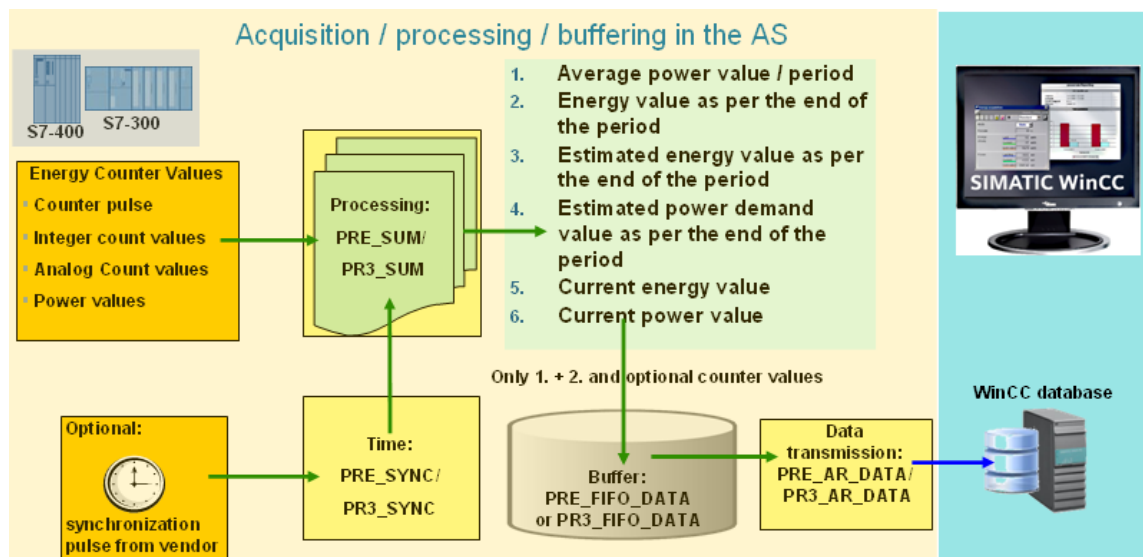 Acquisition / processing / buffering in the AS
S7-400
S7-300
Energy Counter Values
Counter pulse
Integer count values
Analog Count values
Power values
Processing:
PRE_SUM/
PR3_SUM
1. Average power value / period
2. Energy value as per the end of
the period
3. Estimated energy value as per
the end of the period
4. Estimated power demand
value as per the end of the
period
5. Current energy value
6. Current power value
SIMATIC WinCC
Only 1. + 2. and optional counter values
Optional:
synchronization
pulse from vendor
Time:
PRE_SYNC/
PR3_SYNC
Buffer:
PRE_FIFO_DATA
or PR3_FIFO_DATA
Data
transmission:
PRE_AR_DATA/
PR3_AR_DATA
WinCC database